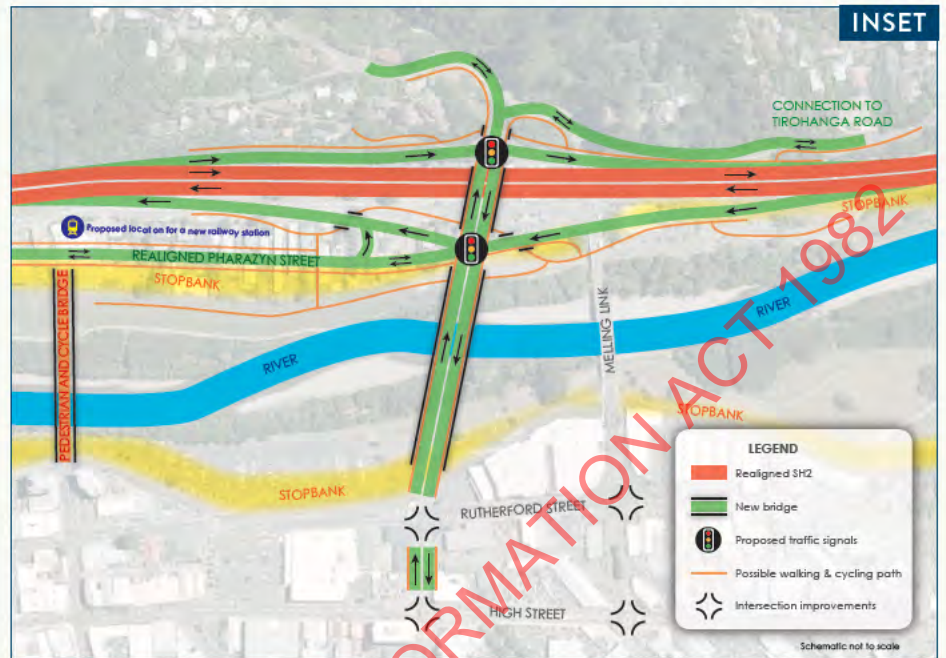 INSET
CONNECTION TO
TIROHANGA ROAD
STOPBANK
Proposed location for a new railway station
REALIGNED PHARAZYN STREET
STOPBANK
PEDESTRIAN AND CYCLE BRIDGE
MELLING LINK
RIVER
RIVER
STOPBANK
STOPBANK
RUTHERFORD STREET
HIGH STREET
LEGEND
Realigned SH2
New bridge
Proposed traffic signals
Possible walking & cycling path
Intersection improvements
Schematic not to scale
ORMATION ACT 1982